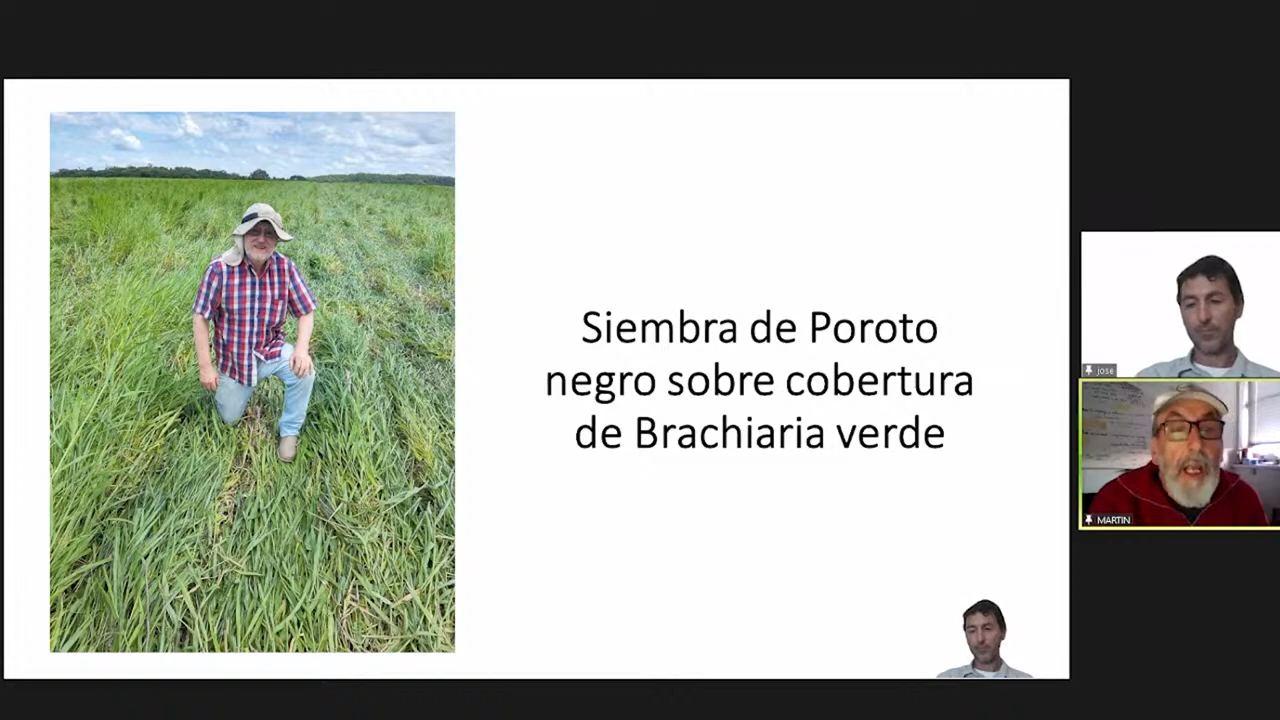 Siembra de Poroto
negro sobre cobertura
de Brachiaria verde
jose
MARTIN